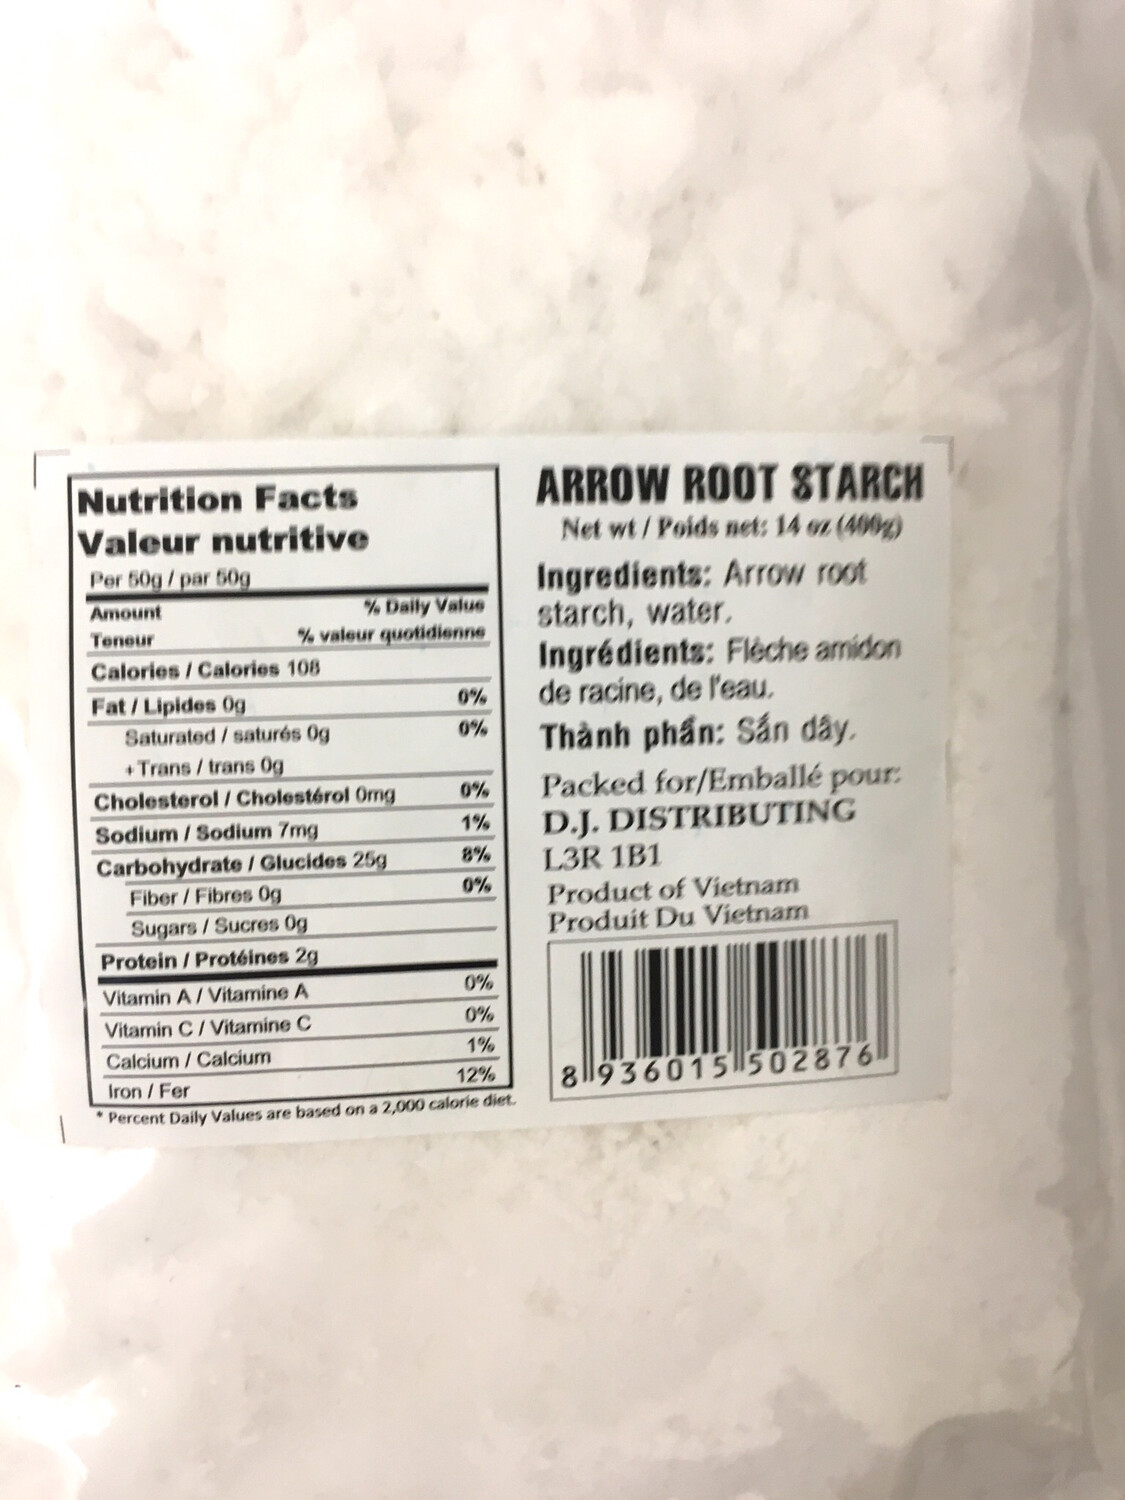 Nutrition Facts
Valeur nutritive
Per 50g / par 50g
Amount % Daily Value
Teneur % valeur quotidienne
Calories / Calories 108
Fat / Lipides 0g 0%
Saturated / saturés 0g 0%
+ Trans / trans 0g
Cholesterol / Cholestérol 0mg 0%
Sodium / Sodium 7mg 1%
Carbohydrate / Glucides 25g 8%
Fiber / Fibres 0g 0%
Sugars / Sucres 0g
Protein / Protéines 2g
Vitamin A / Vitamine A 0%
Vitamin C / Vitamine C 0%
Calcium / Calcium 1%
Iron / Fer 12%
* Percent Daily Values are based on a 2,000 calorie diet.
ARROW ROOT STARCH
Net wt / Poids net: 14 oz (400g)
Ingredients: Arrow root
starch, water.
Ingrédients: Flèche amidon
de racine, de l'eau.
Thành phần: Sắn dây.
Packed for/Emballé pour:
D.J. DISTRIBUTING
L3R 1B1
Product of Vietnam
Produit Du Vietnam
8 936015 502876